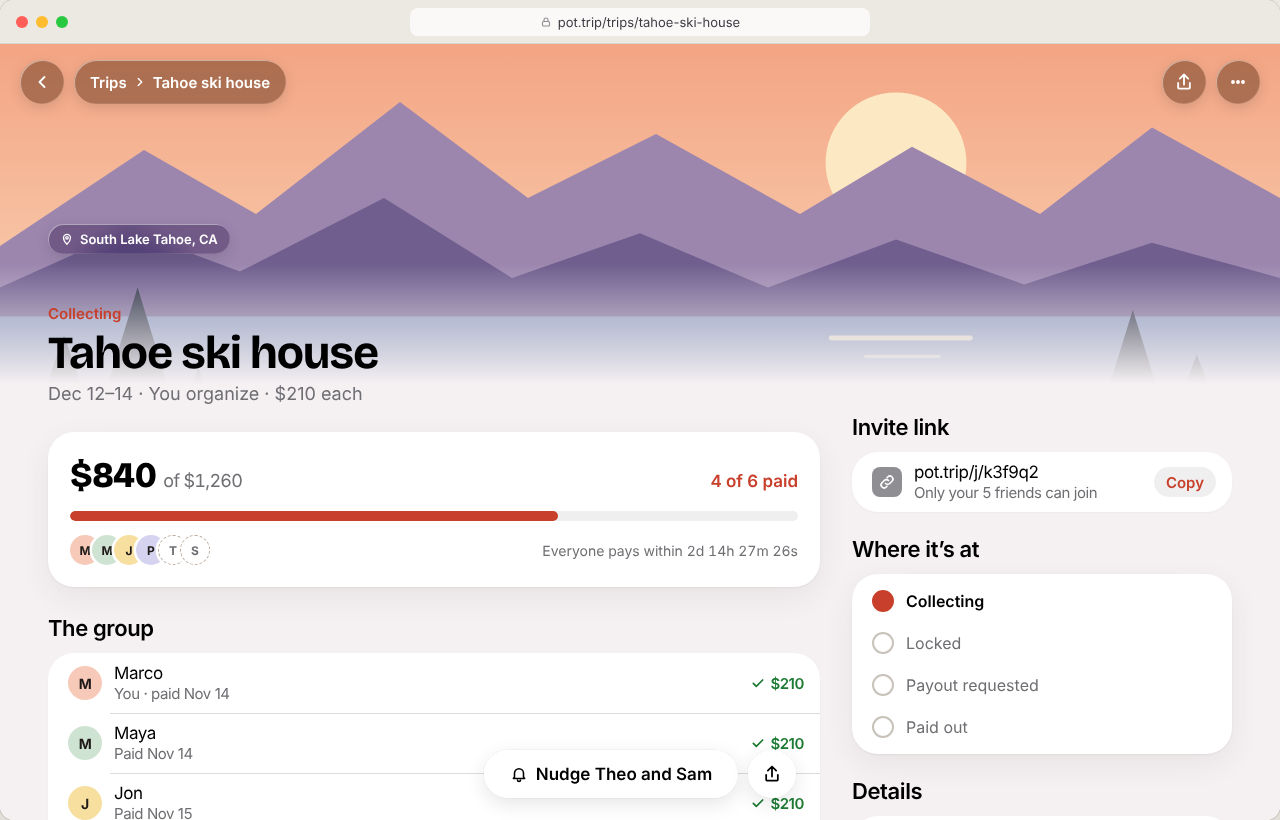 pot.trip/trips/tahoe-ski-house
Trips > Tahoe ski house
South Lake Tahoe, CA
Collecting
Tahoe ski house
Dec 12–14 · You organize · $210 each
$840 of $1,260
4 of 6 paid
M M J P T S
Everyone pays within 2d 14h 27m 26s
The group
M
Marco
You · paid Nov 14
$210
M
Maya
Paid Nov 14
$210
J
Jon
Paid Nov 15
$210
Nudge Theo and Sam
Invite link
pot.trip/j/k3f9q2
Only your 5 friends can join
Copy
Where it’s at
Collecting
Locked
Payout requested
Paid out
Details